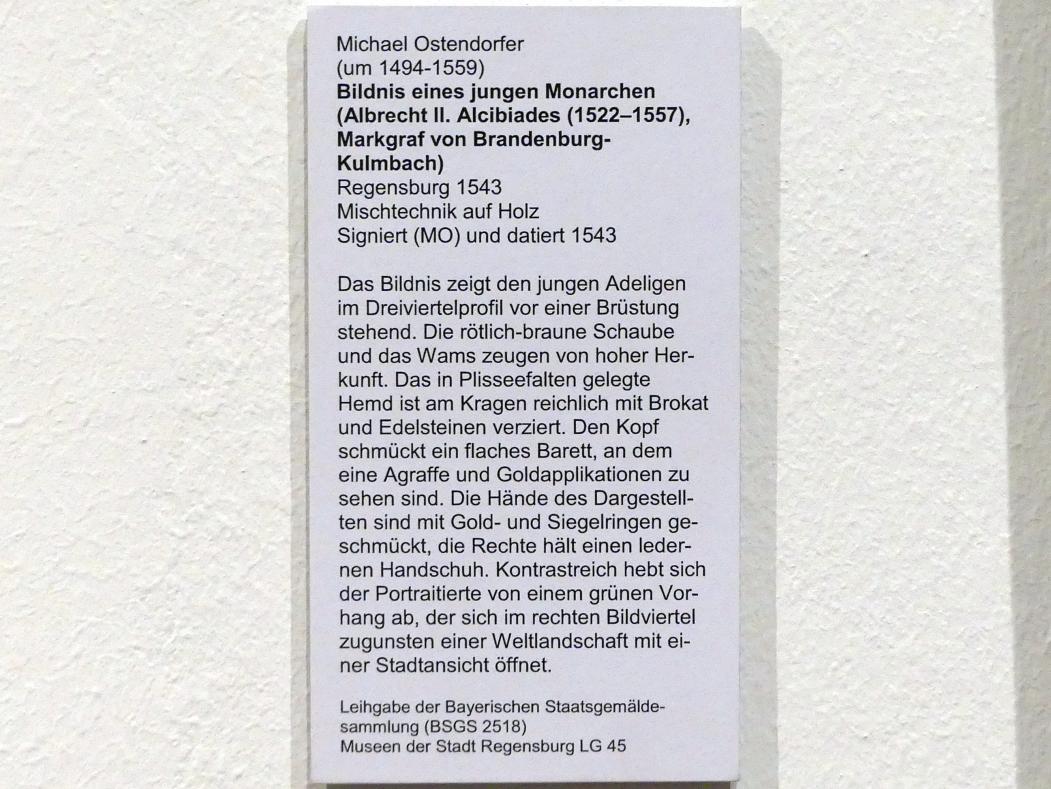 Michael Ostendorfer
(um 1494-1559)
Bildnis eines jungen Monarchen
(Albrecht II. Alcibiades (1522–1557),
Markgraf von Brandenburg-
Kulmbach)
Regensburg 1543
Mischtechnik auf Holz
Signiert (MO) und datiert 1543
Das Bildnis zeigt den jungen Adeligen
im Dreiviertelprofil vor einer Brüstung
stehend. Die rötlich-braune Schaube
und das Wams zeugen von hoher Her-
kunft. Das in Plisseefalten gelegte
Hemd ist am Kragen reichlich mit Brokat
und Edelsteinen verziert. Den Kopf
schmückt ein flaches Barett, an dem
eine Agraffe und Goldapplikationen zu
sehen sind. Die Hände des Dargestell-
ten sind mit Gold- und Siegelringen ge-
schmückt, die Rechte hält einen leder-
nen Handschuh. Kontrastreich hebt sich
der Portraitierte von einem grünen Vor-
hang ab, der sich im rechten Bildviertel
zugunsten einer Weltlandschaft mit ei-
ner Stadtansicht öffnet.
Leihgabe der Bayerischen Staatsgemälde-
sammlung (BSGS 2518)
Museen der Stadt Regensburg LG 45